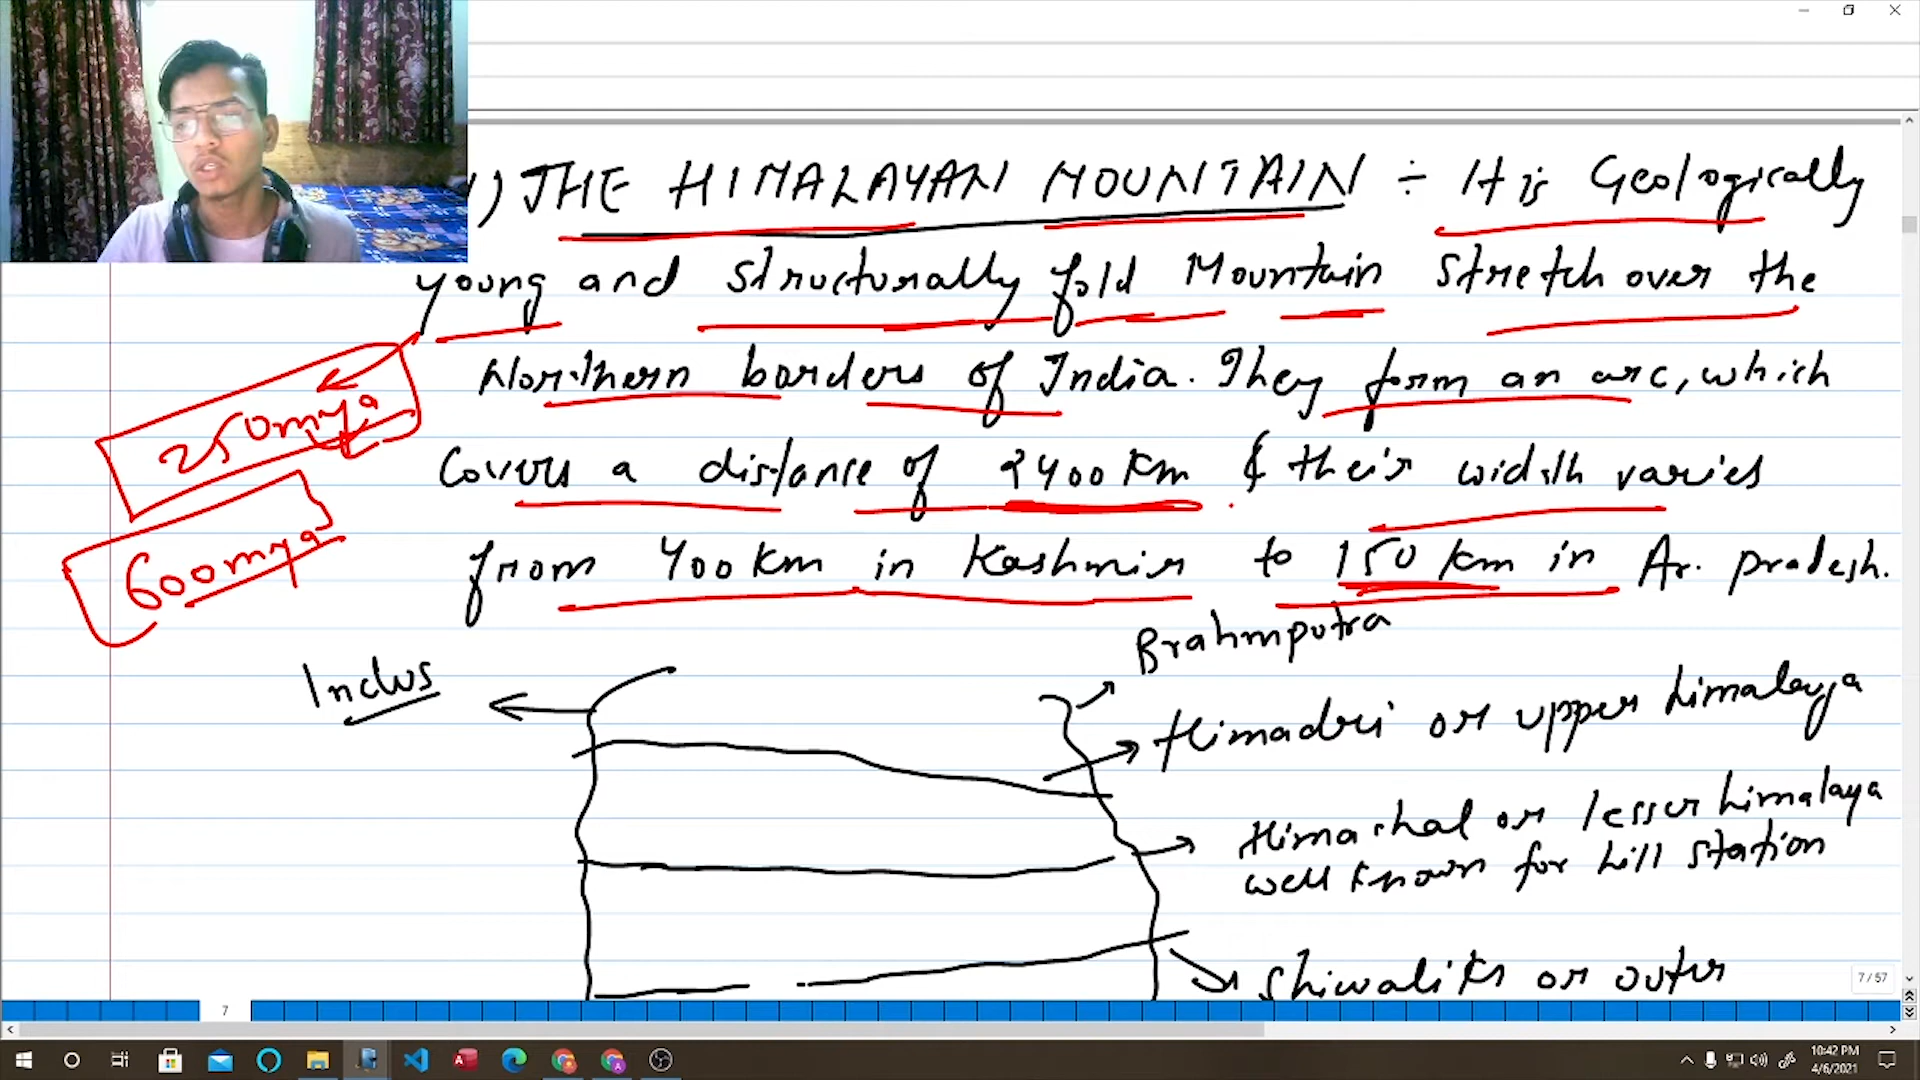 1) THE HIMALAYAN MOUNTAIN ÷ It is Geologically
young and structurally fold Mountain stretch over the
Northern borders of India. They form an arc, which
Covers a distance of 2400 Km & their width varies
from 400 Km in Kashmir to 150 Km in Ar. pradesh.
250mya
600mya
Indus
Brahmputra
Himadri or upper himalaya
Himachal or lesser himalaya
well known for hill station
Shiwaliks or outer
7/57
7
10:42 PM
4/6/2021